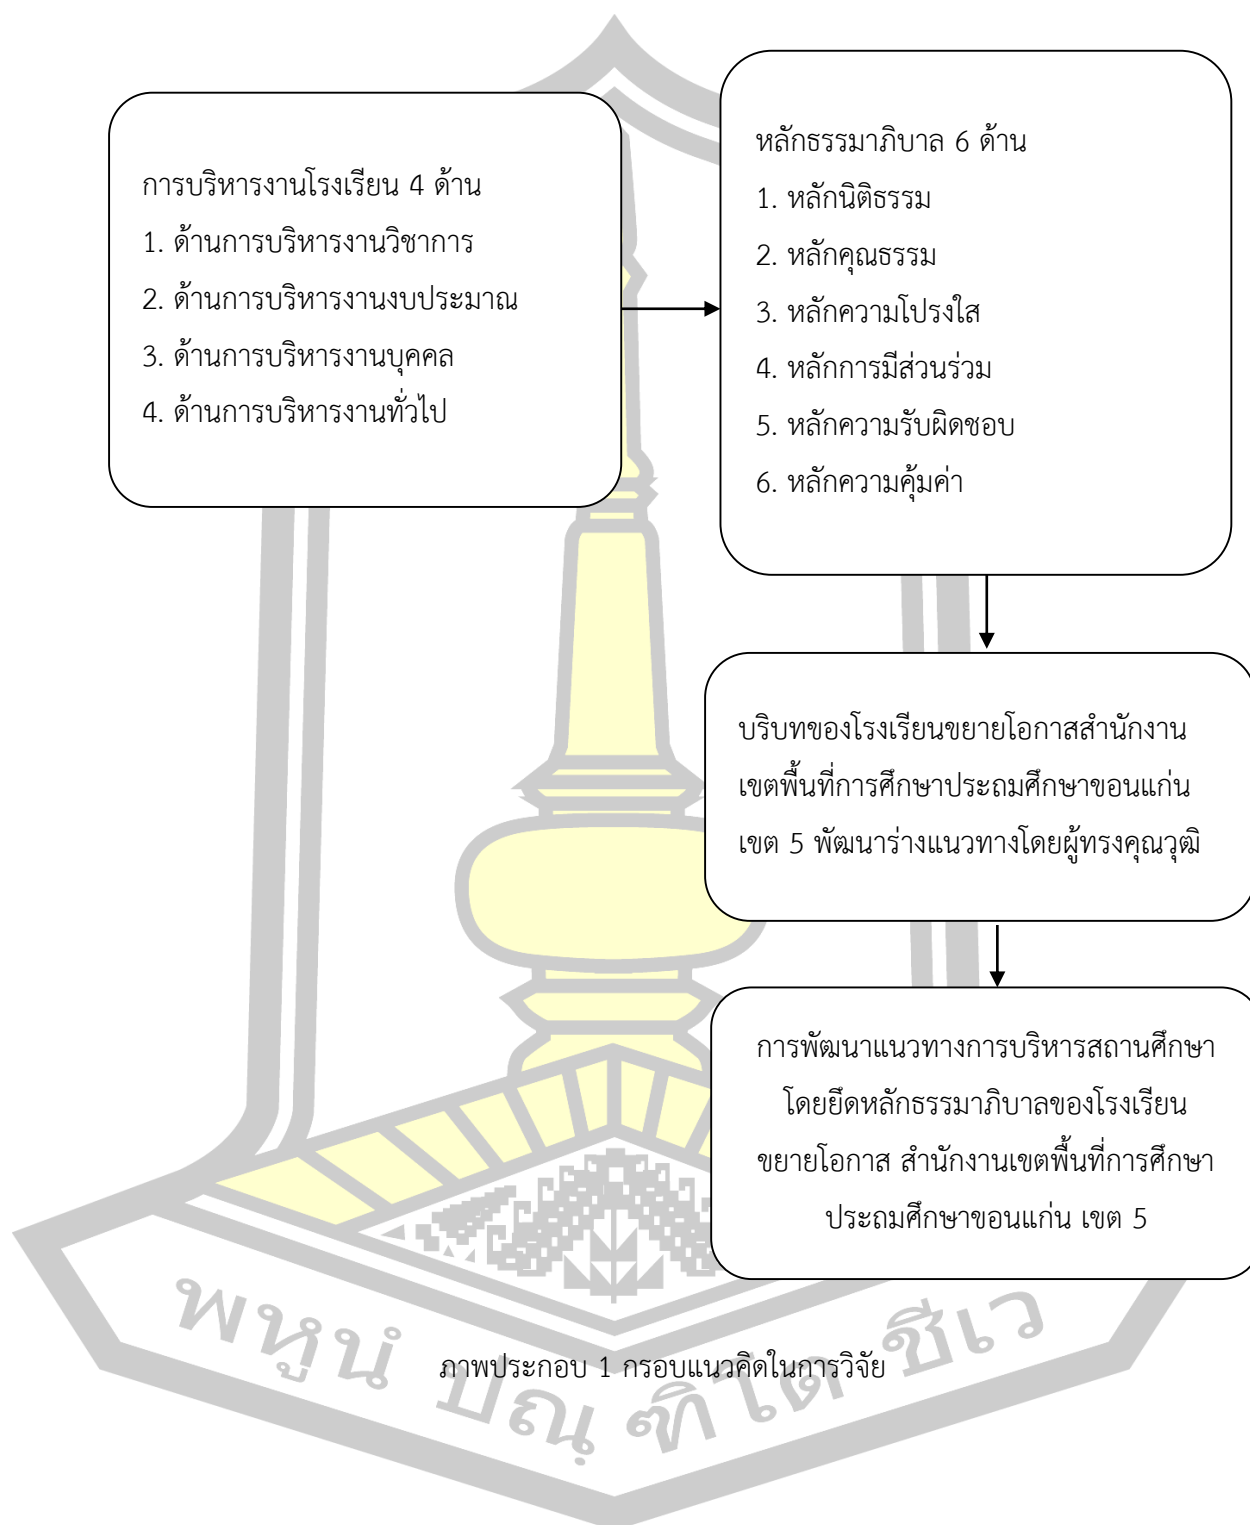 การบริหารงานโรงเรียน 4 ด้าน
1. ด้านการบริหารงานวิชาการ
2. ด้านการบริหารงานงบประมาณ
3. ด้านการบริหารงานบุคคล
4. ด้านการบริหารงานทั่วไป
หลักธรรมาภิบาล 6 ด้าน
1. หลักนิติธรรม
2. หลักคุณธรรม
3. หลักความโปรงใส
4. หลักการมีส่วนร่วม
5. หลักความรับผิดชอบ
6. หลักความคุ้มค่า
บริบทของโรงเรียนขยายโอกาสสำนักงาน
เขตพื้นที่การศึกษาประถมศึกษาขอนแก่น
เขต 5 พัฒนาร่างแนวทางโดยผู้ทรงคุณวุฒิ
การพัฒนาแนวทางการบริหารสถานศึกษา
โดยยึดหลักธรรมาภิบาลของโรงเรียน
ขยายโอกาส สำนักงานเขตพื้นที่การศึกษา
ประถมศึกษาขอนแก่น เขต 5
ภาพประกอบ 1 กรอบแนวคิดในการวิจัย
พหูนํ ปณฺฑิโต ชีเว